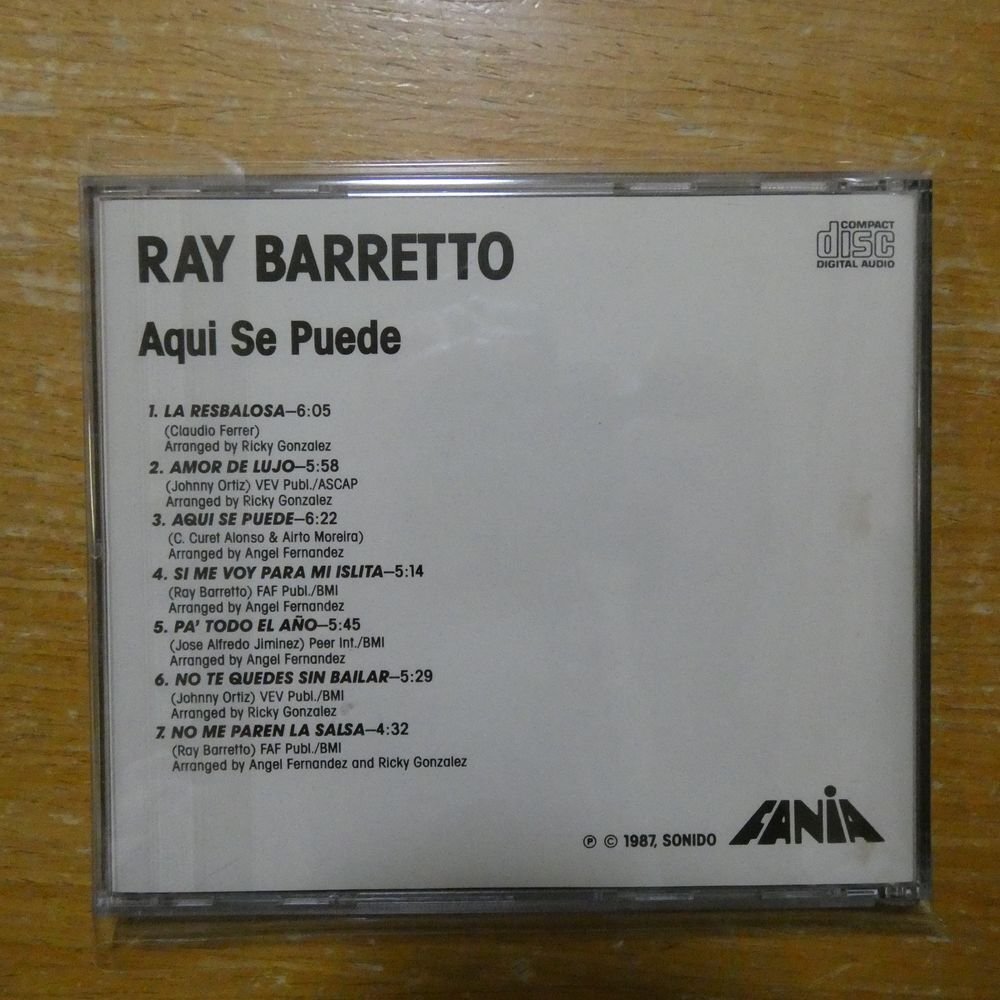 RAY BARRETTO
COMPACT
disc
DIGITAL AUDIO
Aqui Se Puede
1. LA RESBALOSA—6:05
(Claudio Ferrer)
Arranged by Ricky Gonzalez
2. AMOR DE LUJO—5:58
(Johnny Ortiz) VEV Publ./ASCAP
Arranged by Ricky Gonzalez
3. AQUI SE PUEDE—6:22
(C. Curet Alonso & Airto Moreira)
Arranged by Angel Fernandez
4. SI ME VOY PARA MI ISLITA—5:14
(Ray Barretto) FAF Publ./BMI
Arranged by Angel Fernandez
5. PA' TODO EL AÑO—5:45
(Jose Alfredo Jiminez) Peer Int./BMI
Arranged by Angel Fernandez
6. NO TE QUEDES SIN BAILAR—5:29
(Johnny Ortiz) VEV Publ./BMI
Arranged by Ricky Gonzalez
7. NO ME PAREN LA SALSA—4:32
(Ray Barretto) FAF Publ./BMI
Arranged by Angel Fernandez and Ricky Gonzalez
℗ © 1987, SONIDO
FANIA